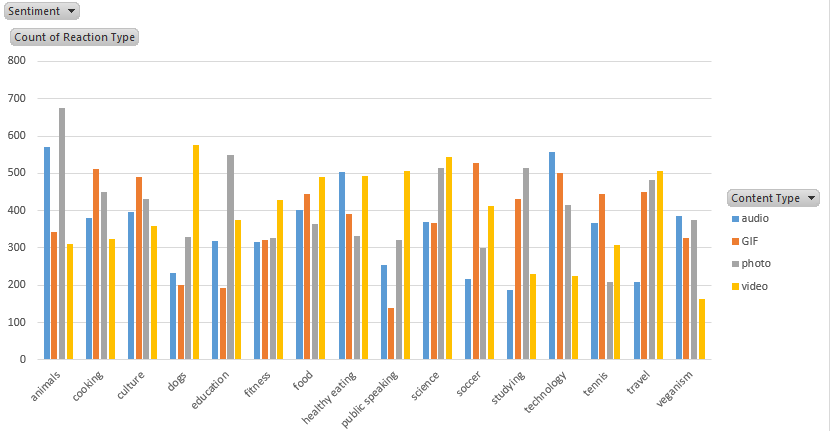 Sentiment
Count of Reaction Type
800
700
600
500
400
300
200
100
0
animals
cooking
culture
dogs
education
fitness
food
healthy eating
public speaking
science
soccer
studying
technology
tennis
travel
veganism
Content Type
audio
GIF
photo
video